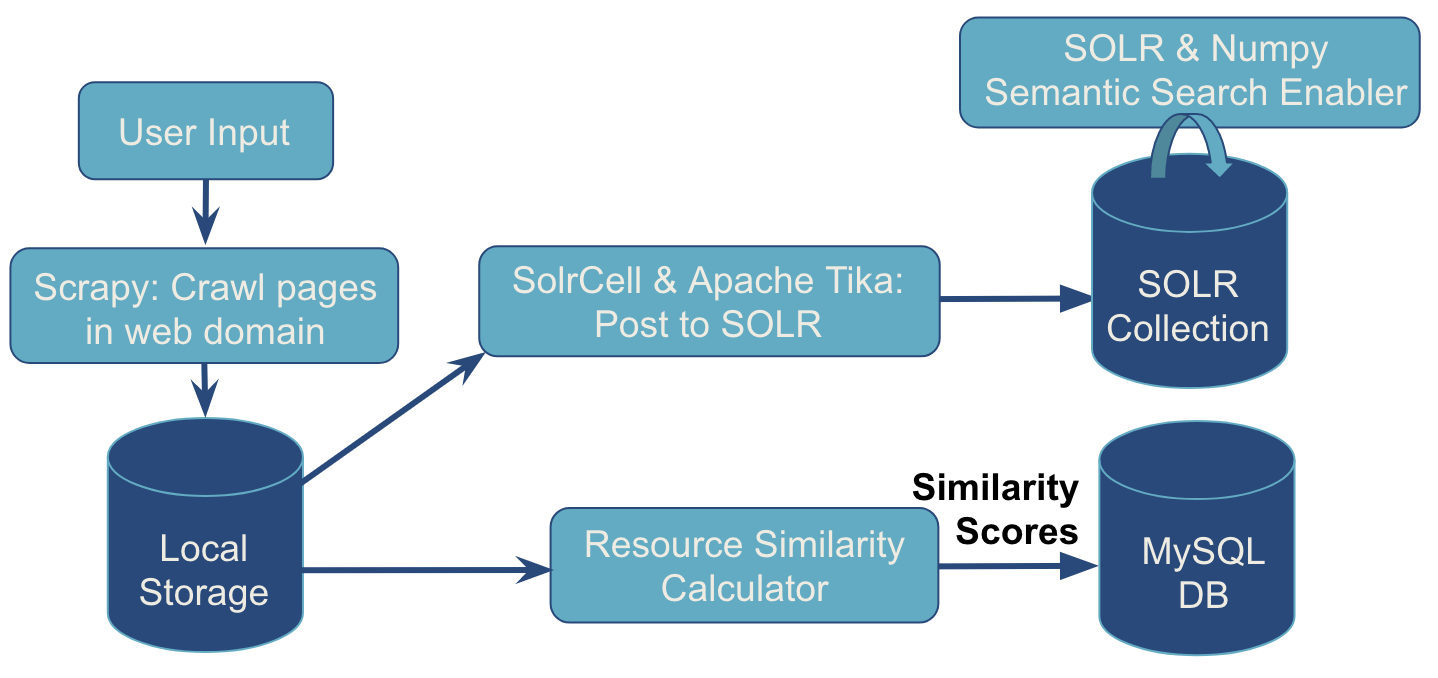 SOLR & Numpy
Semantic Search Enabler
User Input
Scrapy: Crawl pages
in web domain
SolrCell & Apache Tika:
Post to SOLR
SOLR
Collection
Local
Storage
Resource Similarity
Calculator
Similarity
Scores
MySQL
DB